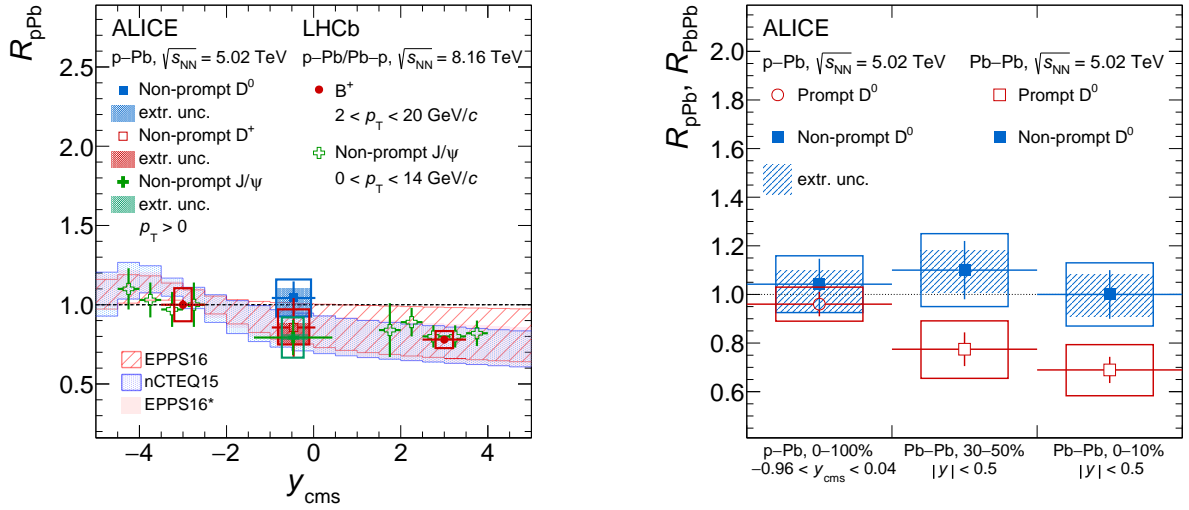 ALICE
p–Pb, √s_NN = 5.02 TeV
Non-prompt D⁰
extr. unc.
Non-prompt D⁺
extr. unc.
Non-prompt J/ψ
extr. unc.
p_T > 0
LHCb
p–Pb/Pb–p, √s_NN = 8.16 TeV
B⁺
2 < p_T < 20 GeV/c
Non-prompt J/ψ
0 < p_T < 14 GeV/c
EPPS16
nCTEQ15
EPPS16*
R_pPb
2.5
2.0
1.5
1.0
0.5
−4
−2
0
2
4
y_cms
ALICE
p–Pb, √s_NN = 5.02 TeV
Prompt D⁰
Non-prompt D⁰
extr. unc.
Pb–Pb, √s_NN = 5.02 TeV
Prompt D⁰
Non-prompt D⁰
R_pPb, R_PbPb
2.0
1.8
1.6
1.4
1.2
1.0
0.8
0.6
p–Pb, 0–100%
−0.96 < y_cms < 0.04
Pb–Pb, 30–50%
|y| < 0.5
Pb–Pb, 0–10%
|y| < 0.5